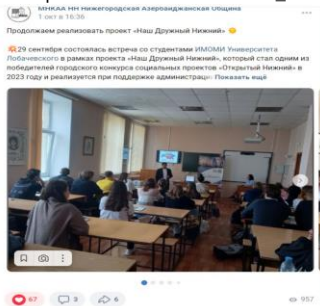 МНКАА НН Нижегородская Азербайджанская Община
1 окт в 16:36
Продолжаем реализовать проект «Наш Дружный Нижний»
29 сентября состоялась встреча со студентами ИМОМИ Университета
Лобачевского в рамках проекта «Наш Дружный Нижний», который стал одним из
победителей городского конкурса социальных проектов «Открытый Нижний» в
2023 году и реализуется при поддержке администрац Показать ещё
67 3 6 957